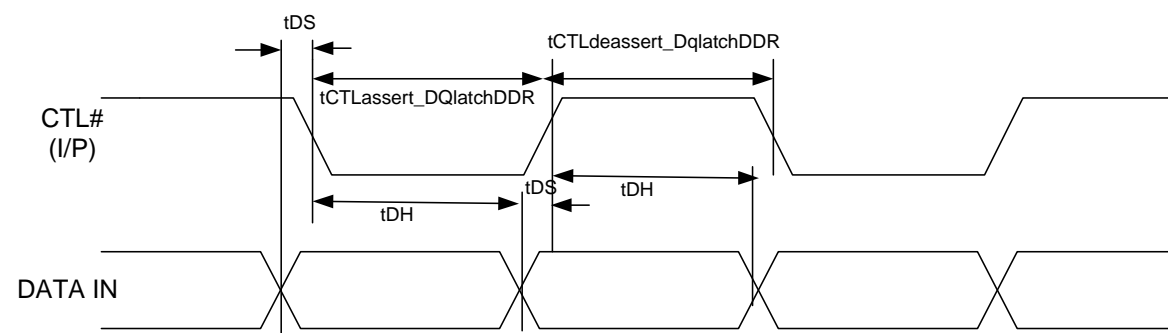 tDS
tCTLdeassert_DqlatchDDR
tCTLassert_DQlatchDDR
CTL#
(I/P)
tDS
tDH
tDH
DATA IN